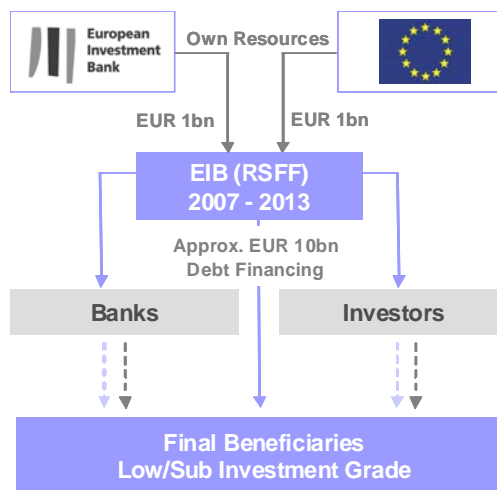 European
Investment
Bank
Own Resources
EUR 1bn
EUR 1bn
EIB (RSFF)
2007 - 2013
Approx. EUR 10bn
Debt Financing
Banks
Investors
Final Beneficiaries
Low/Sub Investment Grade